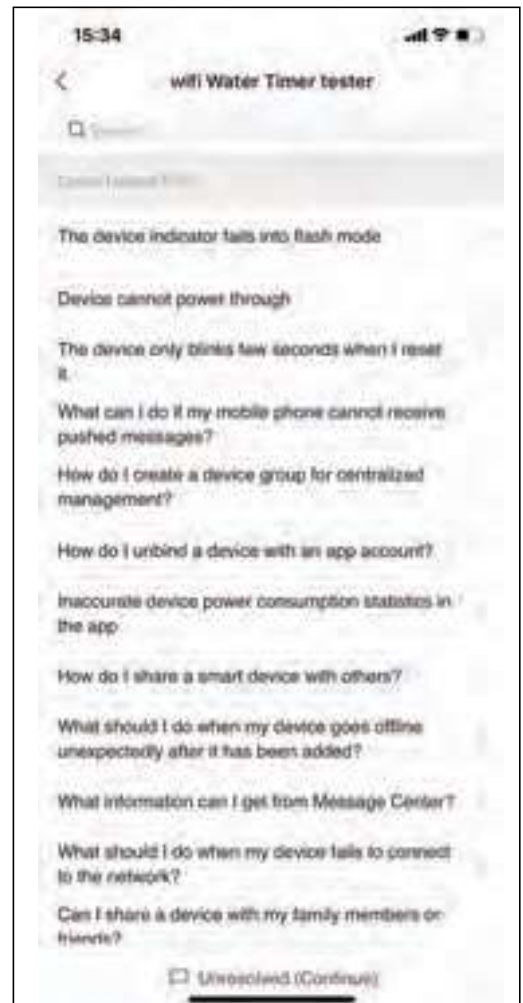 15:34
wifi Water Timer tester
The device indicator fails into flash mode
Device cannot power through
The device only blinks few seconds when I reset
it.
What can I do if my mobile phone cannot receive
pushed messages?
How do I create a device group for centralized
management?
How do I unbind a device with an app account?
Inaccurate device power consumption statistics in
the app
How do I share a smart device with others?
What should I do when my device goes offline
unexpectedly after it has been added?
What information can I get from Message Center?
What should I do when my device fails to connect
to the network?
Can I share a device with my family members or
friends?
Unresolved (Continue)